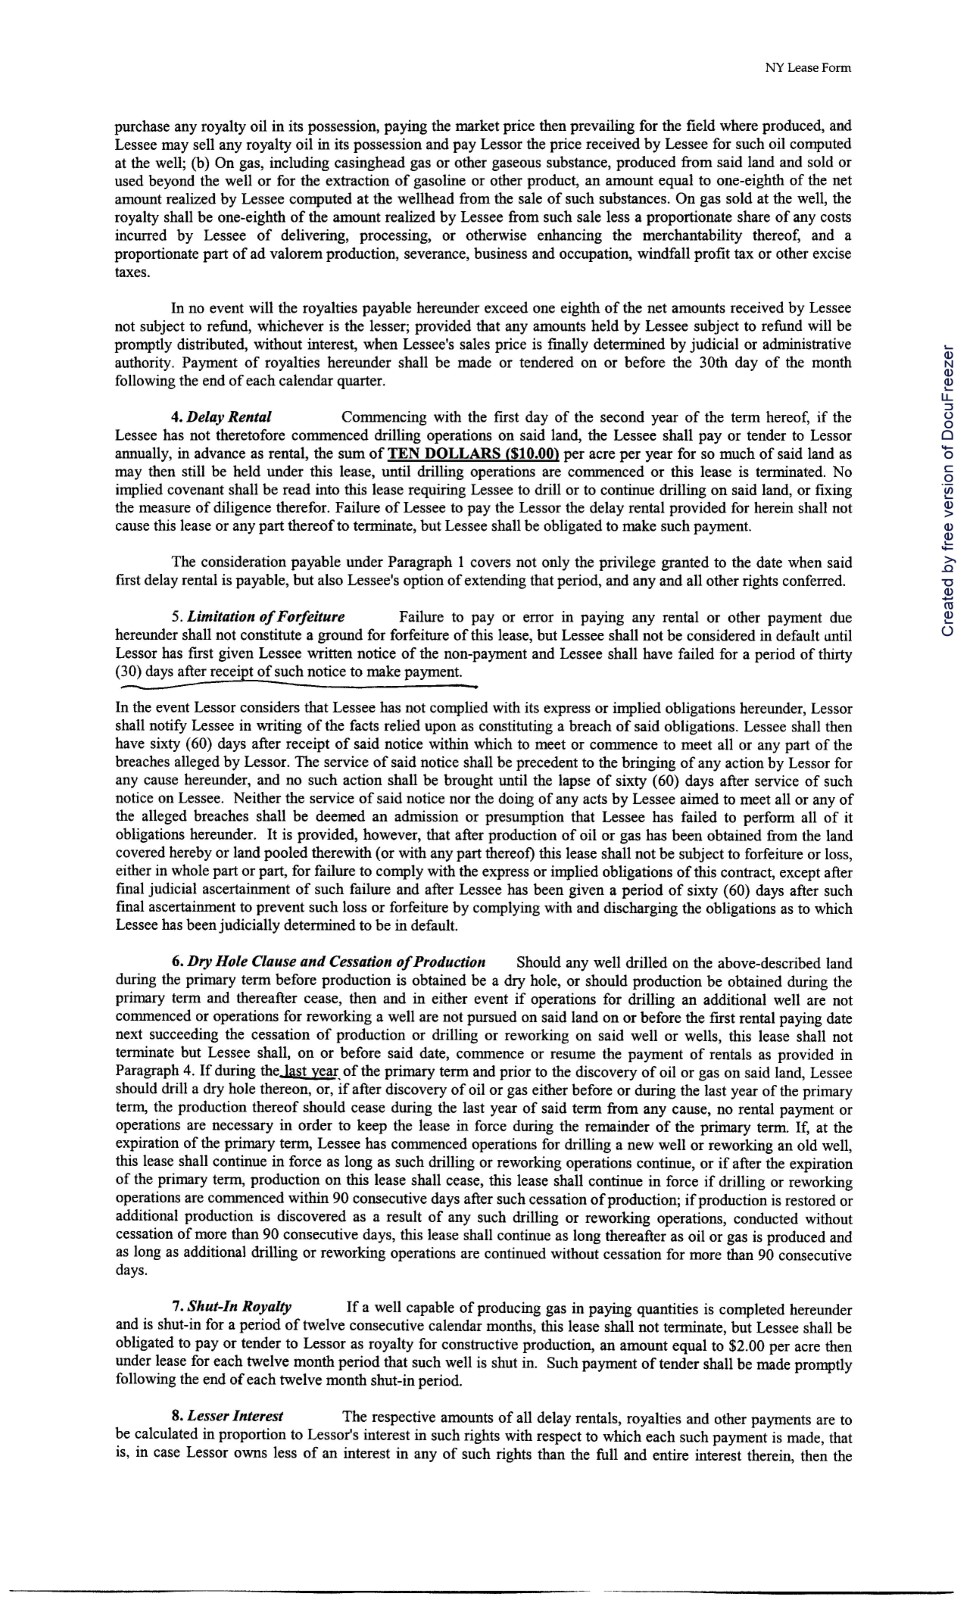 NY Lease Form
purchase any royalty oil in its possession, paying the market price then prevailing for the field where produced, and
Lessee may sell any royalty oil in its possession and pay Lessor the price received by Lessee for such oil computed
at the well; (b) On gas, including casinghead gas or other gaseous substance, produced from said land and sold or
used beyond the well or for the extraction of gasoline or other product, an amount equal to one-eighth of the net
amount realized by Lessee computed at the wellhead from the sale of such substances. On gas sold at the well, the
royalty shall be one-eighth of the amount realized by Lessee from such sale less a proportionate share of any costs
incurred by Lessee of delivering, processing, or otherwise enhancing the merchantability thereof, and a
proportionate part of ad valorem production, severance, business and occupation, windfall profit tax or other excise
taxes.
In no event will the royalties payable hereunder exceed one eighth of the net amounts received by Lessee
not subject to refund, whichever is the lesser; provided that any amounts held by Lessee subject to refund will be
promptly distributed, without interest, when Lessee's sales price is finally determined by judicial or administrative
authority. Payment of royalties hereunder shall be made or tendered on or before the 30th day of the month
following the end of each calendar quarter.
4. Delay Rental Commencing with the first day of the second year of the term hereof, if the
Lessee has not theretofore commenced drilling operations on said land, the Lessee shall pay or tender to Lessor
annually, in advance as rental, the sum of TEN DOLLARS ($10.00) per acre per year for so much of said land as
may then still be held under this lease, until drilling operations are commenced or this lease is terminated. No
implied covenant shall be read into this lease requiring Lessee to drill or to continue drilling on said land, or fixing
the measure of diligence therefor. Failure of Lessee to pay the Lessor the delay rental provided for herein shall not
cause this lease or any part thereof to terminate, but Lessee shall be obligated to make such payment.
The consideration payable under Paragraph 1 covers not only the privilege granted to the date when said
first delay rental is payable, but also Lessee's option of extending that period, and any and all other rights conferred.
5. Limitation of Forfeiture Failure to pay or error in paying any rental or other payment due
hereunder shall not constitute a ground for forfeiture of this lease, but Lessee shall not be considered in default until
Lessor has first given Lessee written notice of the non-payment and Lessee shall have failed for a period of thirty
(30) days after receipt of such notice to make payment.
In the event Lessor considers that Lessee has not complied with its express or implied obligations hereunder, Lessor
shall notify Lessee in writing of the facts relied upon as constituting a breach of said obligations. Lessee shall then
have sixty (60) days after receipt of said notice within which to meet or commence to meet all or any part of the
breaches alleged by Lessor. The service of said notice shall be precedent to the bringing of any action by Lessor for
any cause hereunder, and no such action shall be brought until the lapse of sixty (60) days after service of such
notice on Lessee. Neither the service of said notice nor the doing of any acts by Lessee aimed to meet all or any of
the alleged breaches shall be deemed an admission or presumption that Lessee has failed to perform all of it
obligations hereunder. It is provided, however, that after production of oil or gas has been obtained from the land
covered hereby or land pooled therewith (or with any part thereof) this lease shall not be subject to forfeiture or loss,
either in whole part or part, for failure to comply with the express or implied obligations of this contract, except after
final judicial ascertainment of such failure and after Lessee has been given a period of sixty (60) days after such
final ascertainment to prevent such loss or forfeiture by complying with and discharging the obligations as to which
Lessee has been judicially determined to be in default.
6. Dry Hole Clause and Cessation of Production Should any well drilled on the above-described land
during the primary term before production is obtained be a dry hole, or should production be obtained during the
primary term and thereafter cease, then and in either event if operations for drilling an additional well are not
commenced or operations for reworking a well are not pursued on said land on or before the first rental paying date
next succeeding the cessation of production or drilling or reworking on said well or wells, this lease shall not
terminate but Lessee shall, on or before said date, commence or resume the payment of rentals as provided in
Paragraph 4. If during the last year of the primary term and prior to the discovery of oil or gas on said land, Lessee
should drill a dry hole thereon, or, if after discovery of oil or gas either before or during the last year of the primary
term, the production thereof should cease during the last year of said term from any cause, no rental payment or
operations are necessary in order to keep the lease in force during the remainder of the primary term. If, at the
expiration of the primary term, Lessee has commenced operations for drilling a new well or reworking an old well,
this lease shall continue in force as long as such drilling or reworking operations continue, or if after the expiration
of the primary term, production on this lease shall cease, this lease shall continue in force if drilling or reworking
operations are commenced within 90 consecutive days after such cessation of production; if production is restored or
additional production is discovered as a result of any such drilling or reworking operations, conducted without
cessation of more than 90 consecutive days, this lease shall continue as long thereafter as oil or gas is produced and
as long as additional drilling or reworking operations are continued without cessation for more than 90 consecutive
days.
7. Shut-In Royalty If a well capable of producing gas in paying quantities is completed hereunder
and is shut-in for a period of twelve consecutive calendar months, this lease shall not terminate, but Lessee shall be
obligated to pay or tender to Lessor as royalty for constructive production, an amount equal to $2.00 per acre then
under lease for each twelve month period that such well is shut in. Such payment of tender shall be made promptly
following the end of each twelve month shut-in period.
8. Lesser Interest The respective amounts of all delay rentals, royalties and other payments are to
be calculated in proportion to Lessor's interest in such rights with respect to which each such payment is made, that
is, in case Lessor owns less of an interest in any of such rights than the full and entire interest therein, then the
Created by free version of DocuFreezer